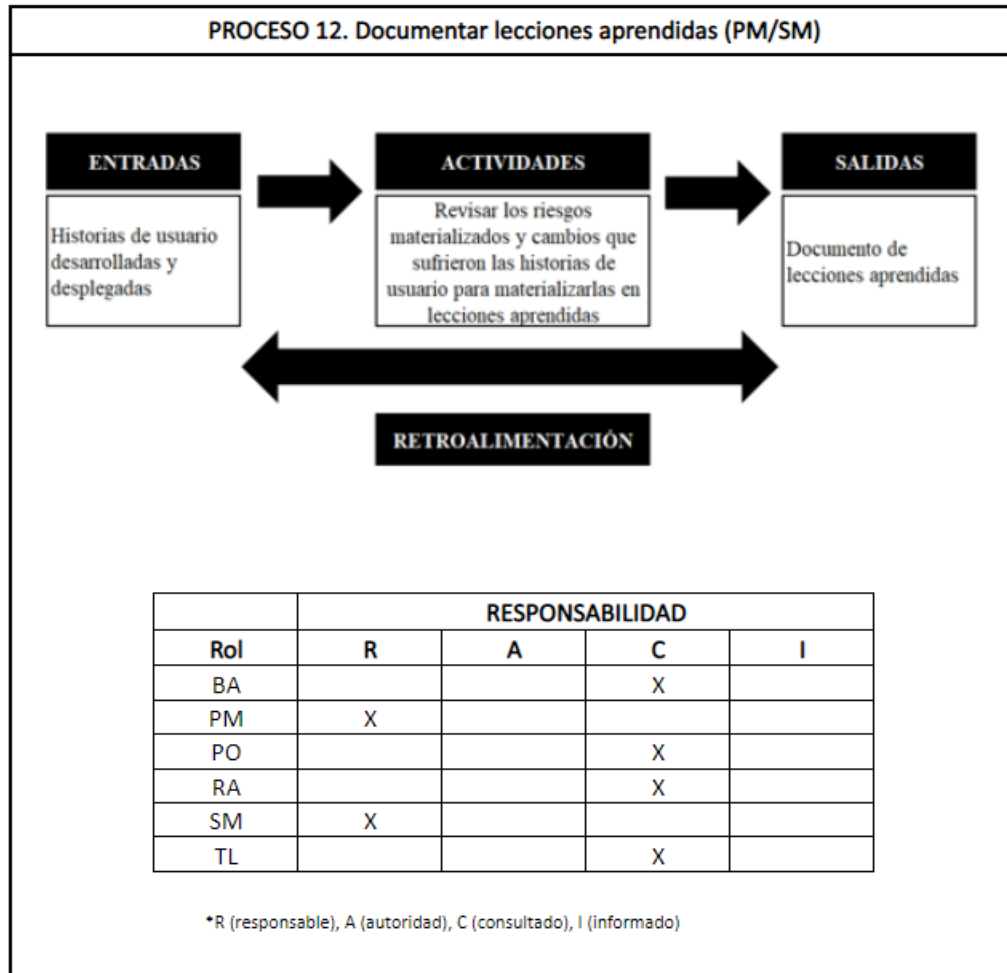 PROCESO 12. Documentar lecciones aprendidas (PM/SM)
ENTRADAS
Historias de usuario
desarrolladas y
desplegadas
ACTIVIDADES
Revisar los riesgos
materializados y cambios que
sufrieron las historias de
usuario para materializarlas en
lecciones aprendidas
SALIDAS
Documento de
lecciones aprendidas
RETROALIMENTACIÓN
RESPONSABILIDAD
Rol R A C I
BA X
PM X
PO X
RA X
SM X
TL X
*R (responsable), A (autoridad), C (consultado), I (informado)